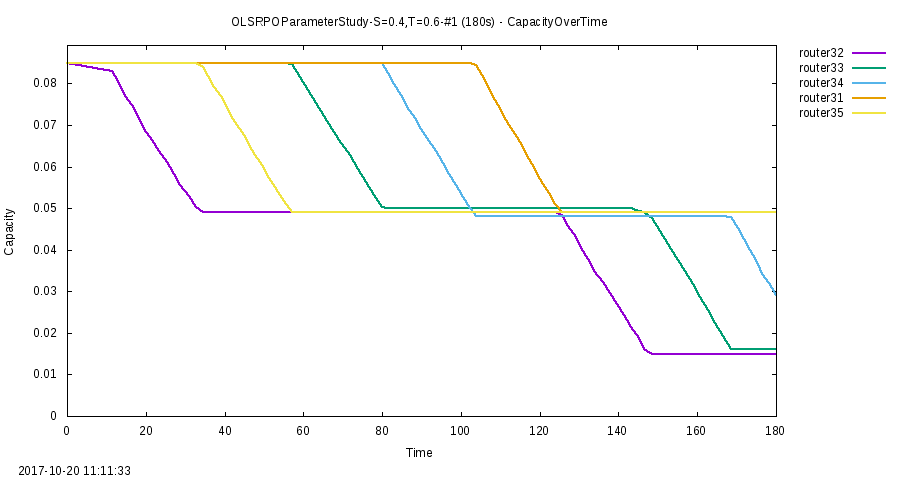 OLSRPOParameterStudy-S=0.4,T=0.6-#1 (180s) - CapacityOverTime
router32
router33
router34
router31
router35
0.08
0.07
0.06
0.05
0.04
0.03
0.02
0.01
0
Capacity
0 20 40 60 80 100 120 140 160 180
Time
2017-10-20 11:11:33